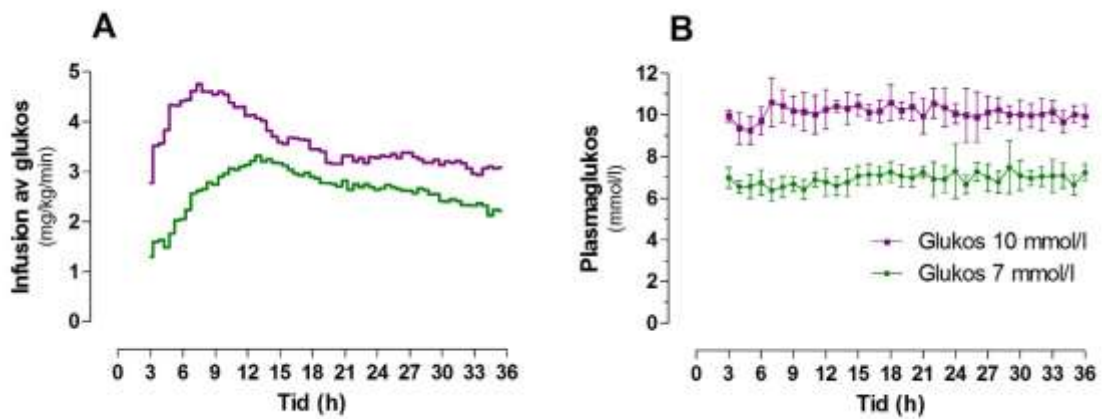 A
Infusion av glukos
(mg/kg/min)
5
4
3
2
1
0
0 3 6 9 12 15 18 21 24 27 30 33 36
Tid (h)
B
Plasmaglukos
(mmol/l)
12
10
8
6
4
2
0
Glukos 10 mmol/l
Glukos 7 mmol/l
0 3 6 9 12 15 18 21 24 27 30 33 36
Tid (h)